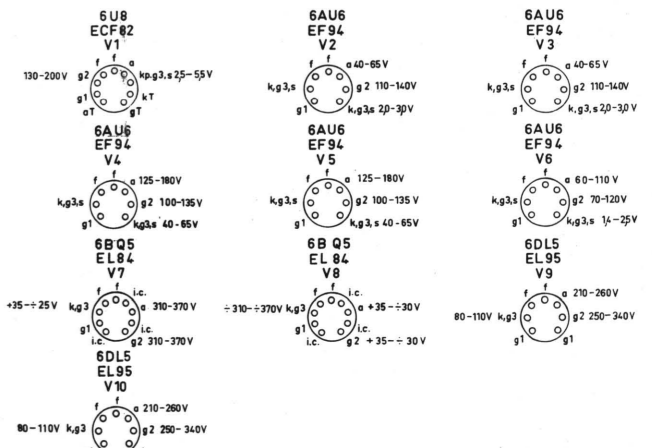 6U8
ECF82
V1
f f a
130-200V g2 kp.g3,s 2,5-5,5V
g1 kT
aT gT
6AU6
EF94
V2
f f a 40-65V
k,g3,s g2 110-140V
g1 k,g3,s 2,0-3,0V
6AU6
EF94
V3
f f a 40-65V
k,g3,s g2 110-140V
g1 k,g3,s 2,0-3,0V
6AU6
EF94
V4
f f a 125-180V
k,g3,s g2 100-135V
g1 k,g3,s 40-65V
6AU6
EF94
V5
f f a 125-180V
k,g3,s g2 100-135V
g1 k,g3,s 40-65V
6AU6
EF94
V6
f f a 60-110V
k,g3,s g2 70-120V
g1 k,g3,s 1,4-2,5V
6BQ5
EL84
V7
f f i.c.
+35-÷25V k,g3 a 310-370V
g1 i.c.
i.c. g2 310-370V
6BQ5
EL84
V8
f f i.c.
÷310-÷370V k,g3 a +35-÷30V
g1 i.c.
i.c. g2 +35-÷30V
6DL5
EL95
V9
f f a 210-260V
80-110V k,g3 g2 250-340V
g1 g1
6DL5
EL95
V10
f f a 210-260V
80-110V k,g3 g2 250-340V